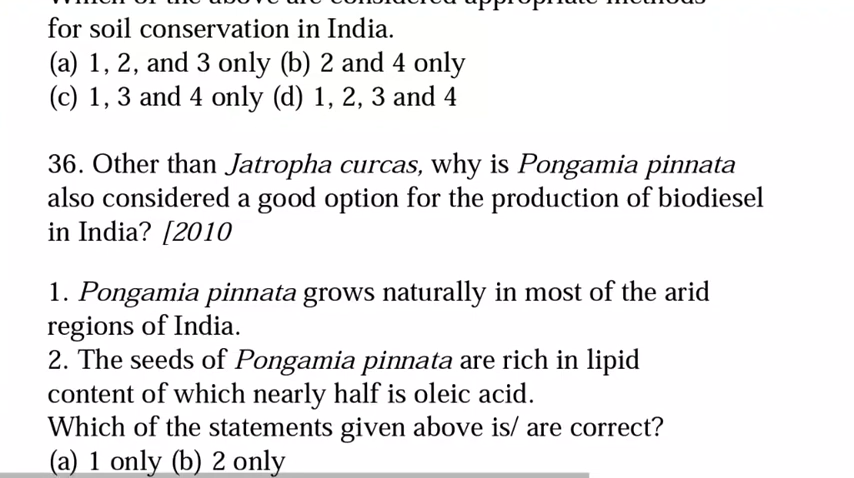 for soil conservation in India.
(a) 1, 2, and 3 only (b) 2 and 4 only
(c) 1, 3 and 4 only (d) 1, 2, 3 and 4
36. Other than Jatropha curcas, why is Pongamia pinnata
also considered a good option for the production of biodiesel
in India? [2010
1. Pongamia pinnata grows naturally in most of the arid
regions of India.
2. The seeds of Pongamia pinnata are rich in lipid
content of which nearly half is oleic acid.
Which of the statements given above is/ are correct?
(a) 1 only (b) 2 only